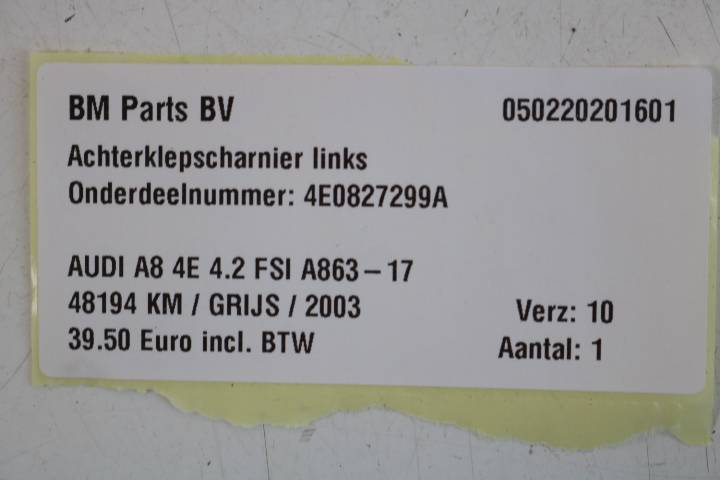 BM Parts BV 050220201601
Achterklepscharnier links
Onderdeelnummer: 4E0827299A
AUDI A8 4E 4.2 FSI A863-17
48194 KM / GRIJS / 2003 Verz: 10
39.50 Euro incl. BTW Aantal: 1